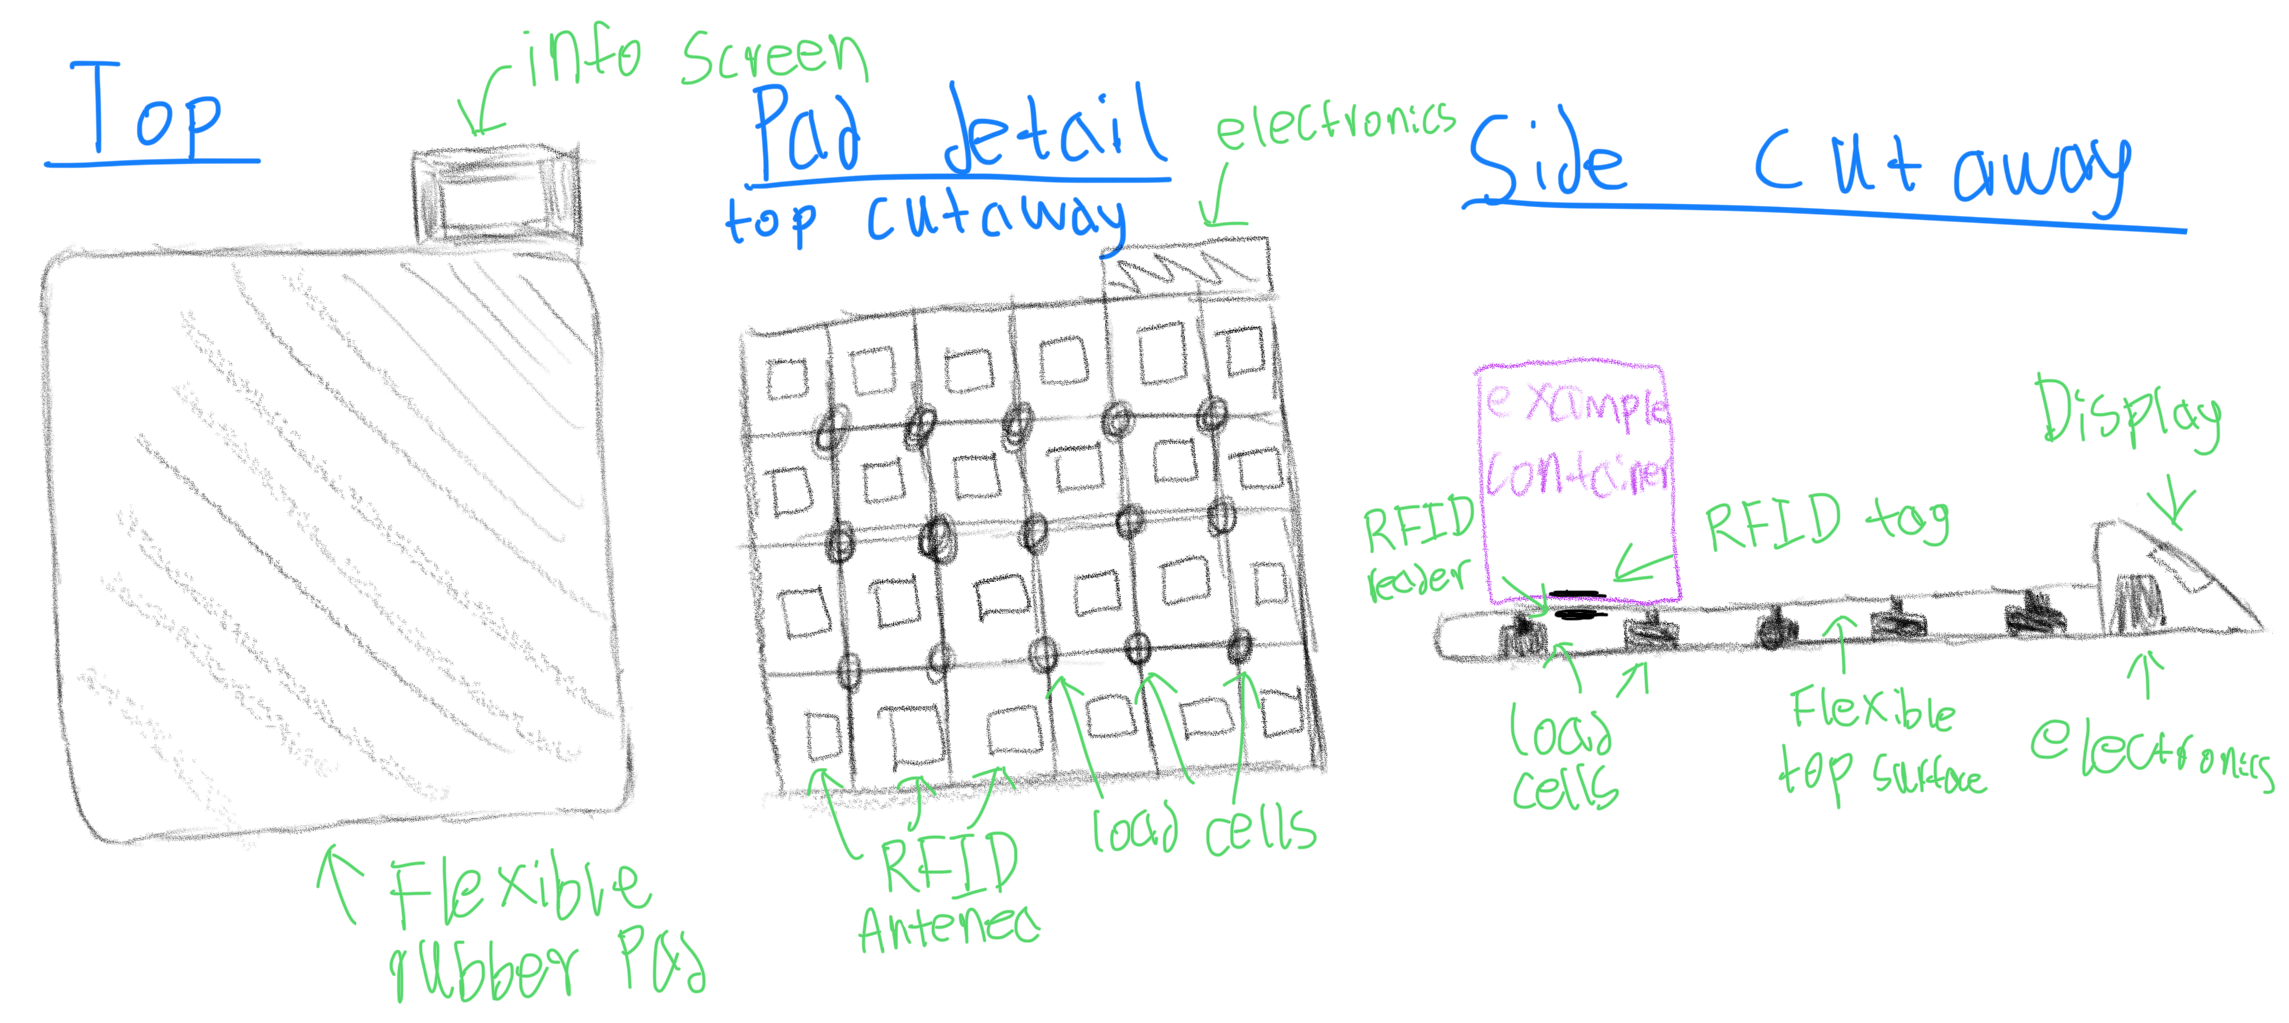 Top
info screen
Flexible
rubber Pad
Pad detail
top cutaway
electronics
RFID
Antenea
load cells
Side cutaway
example
container
RFID
reader
RFID tag
Display
load
cells
Flexible
top surface
electronics